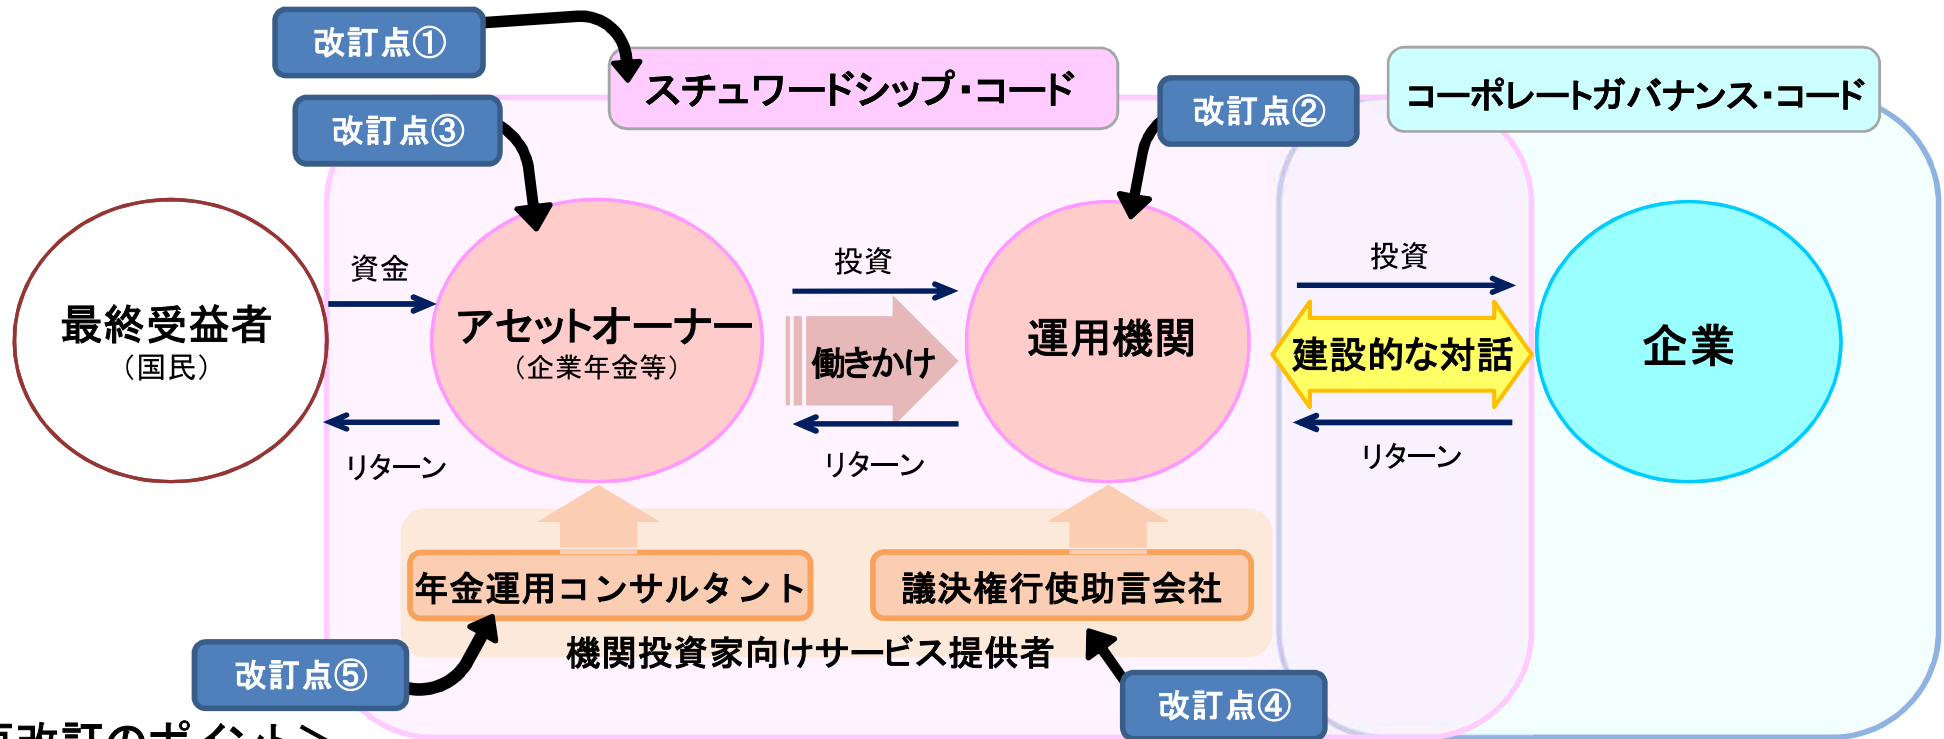 改訂点①
スチュワードシップ・コード
コーポレートガバナンス・コード
改訂点②
改訂点③
資金
投資
投資
最終受益者
（国民）
アセットオーナー
（企業年金等）
働きかけ
運用機関
建設的な対話
企業
リターン
リターン
リターン
年金運用コンサルタント
議決権行使助言会社
機関投資家向けサービス提供者
改訂点⑤
改訂点④
改訂のポイント＞